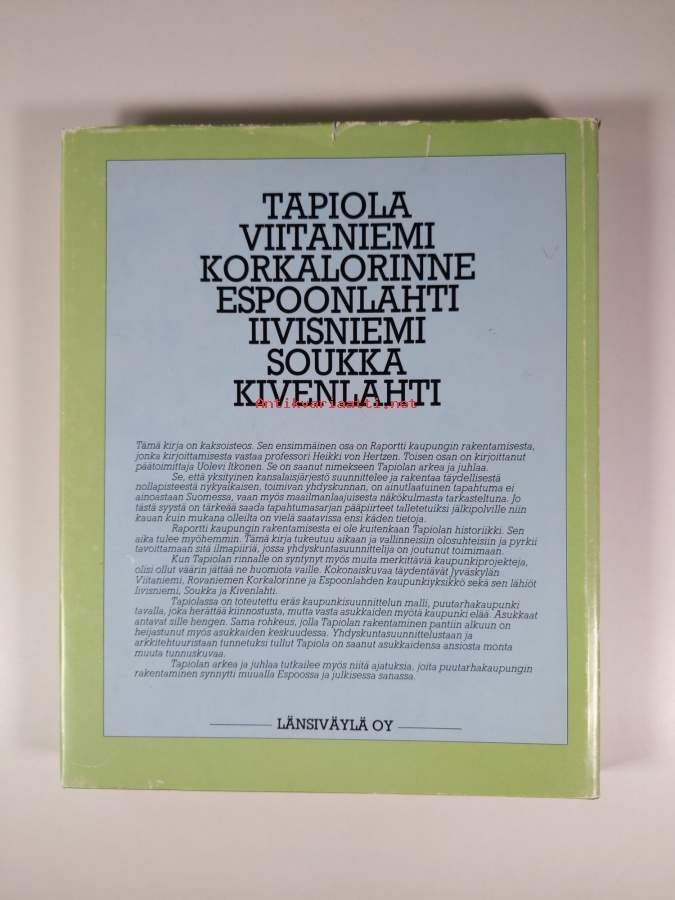 TAPIOLA
VIITANIEMI
KORKALORINNE
ESPOONLAHTI
IIVISNIEMI
SOUKKA
KIVENLAHTI
Antikvariaatti.net
Tämä kirja on kaksoisteos. Sen ensimmäinen osa on Raportti kaupungin rakentamisesta,
jonka kirjoittamisesta vastaa professori Heikki von Hertzen. Toisen osan on kirjoittanut
päätoimittaja Uolevi Itkonen. Se on saanut nimekseen Tapiolan arkea ja juhlaa.
Se, että yksityinen kansalaisjärjestö suunnittelee ja rakentaa täydellisestä
nollapisteestä nykyaikaisen, toimivan yhdyskunnan, on ainutlaatuinen tapahtuma ei
ainoastaan Suomessa, vaan myös maailmanlaajuisesta näkökulmasta tarkasteltuna. Jo
tästä syystä on tärkeää saada tapahtumasarjan pääpiirteet talletetuiksi jälkipolville niin
kauan kuin mukana olleilta on vielä saatavissa ensi käden tietoja.
Raportti kaupungin rakentamisesta ei ole kuitenkaan Tapiolan historiikki. Sen
aika tulee myöhemmin. Tämä kirja tukeutuu aikaan ja vallinneisiin olosuhteisiin ja pyrkii
tavoittamaan sitä ilmapiiriä, jossa yhdyskuntasuunnittelija on joutunut toimimaan.
Kun Tapiolan rinnalle on syntynyt myös muita merkittäviä kaupunkiprojekteja,
olisi ollut väärin jättää ne huomiota vaille. Kokonaiskuvaa täydentävät Jyväskylän
Viitaniemi, Rovaniemen Korkalorinne ja Espoonlahden kaupunkiyksikkö sekä sen lähiöt
Iivisniemi, Soukka ja Kivenlahti.
Tapiolassa on toteutettu eräs kaupunkisuunnittelun malli, puutarhakaupunki
tavalla, joka herättää kiinnostusta, mutta vasta asukkaiden myötä kaupunki elää. Asukkaat
antavat sille hengen. Sama rohkeus, jolla Tapiolan rakentaminen pantiin alkuun on
heijastunut myös asukkaiden keskuudessa. Yhdyskuntasuunnittelustaan ja
arkkitehtuuristaan tunnetuksi tullut Tapiola on saanut asukkaidensa ansiosta monta
muuta tunnuskuvaa.
Tapiolan arkea ja juhlaa tutkailee myös niitä ajatuksia, joita puutarhakaupungin
rakentaminen synnytti muualla Espoossa ja julkisessa sanassa.
LÄNSIVÄYLÄ OY